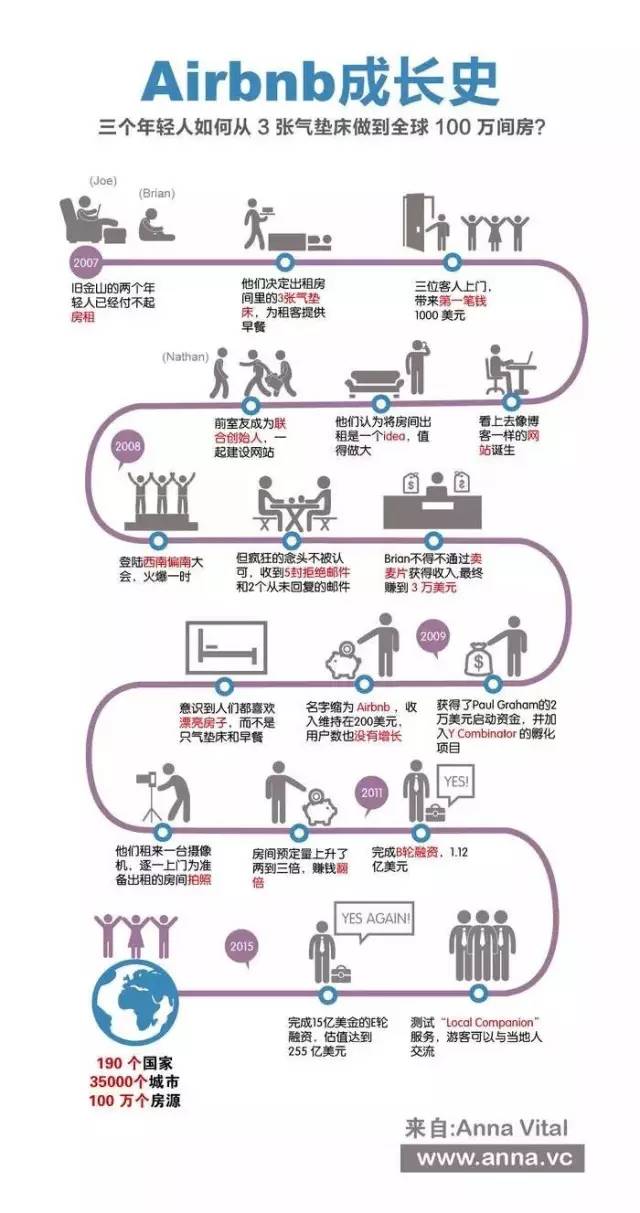 Airbnb成长史
三个年轻人如何从 3 张气垫床做到全球 100 万间房?
(Joe)
(Brian)
2007
旧金山的两个年
轻人已经付不起
房租
他们决定出租房
间里的3张气垫
床，为租客提供
早餐
三位客人上门，
带来第一笔钱
1000 美元
看上去像博
客一样的网
站诞生
他们认为将房间出
租是一个idea，值
得做大
(Nathan)
前室友成为联
合创始人，一
起建设网站
2008
登陆西南偏南大
会，火爆一时
但疯狂的念头不被认
可，收到5封拒绝邮件
和2个从未回复的邮件
$
$
Brian不得不通过卖
麦片获得收入,最终
赚到 3 万美元
2009
$
获得了Paul Graham的2
万美元启动资金，并加
入Y Combinator 的孵化
项目
名字缩为 Airbnb ，收
入维持在200美元，
用户数也没有增长
意识到人们都喜欢
漂亮房子，而不是
只气垫床和早餐
他们租来一台摄像
机，逐一上门为准
备出租的房间拍照
房间预定量上升了
两到三倍，赚钱翻
倍
2011
YES!
完成B轮融资，1.12
亿美元
测试 “Local Companion”
服务，游客可以与当地人
交流
YES AGAIN!
完成15亿美金的E轮
融资，估值达到
255 亿美元
2015
190 个国家
35000个城市
100 万个房源
来自:Anna Vital
www.anna.vc